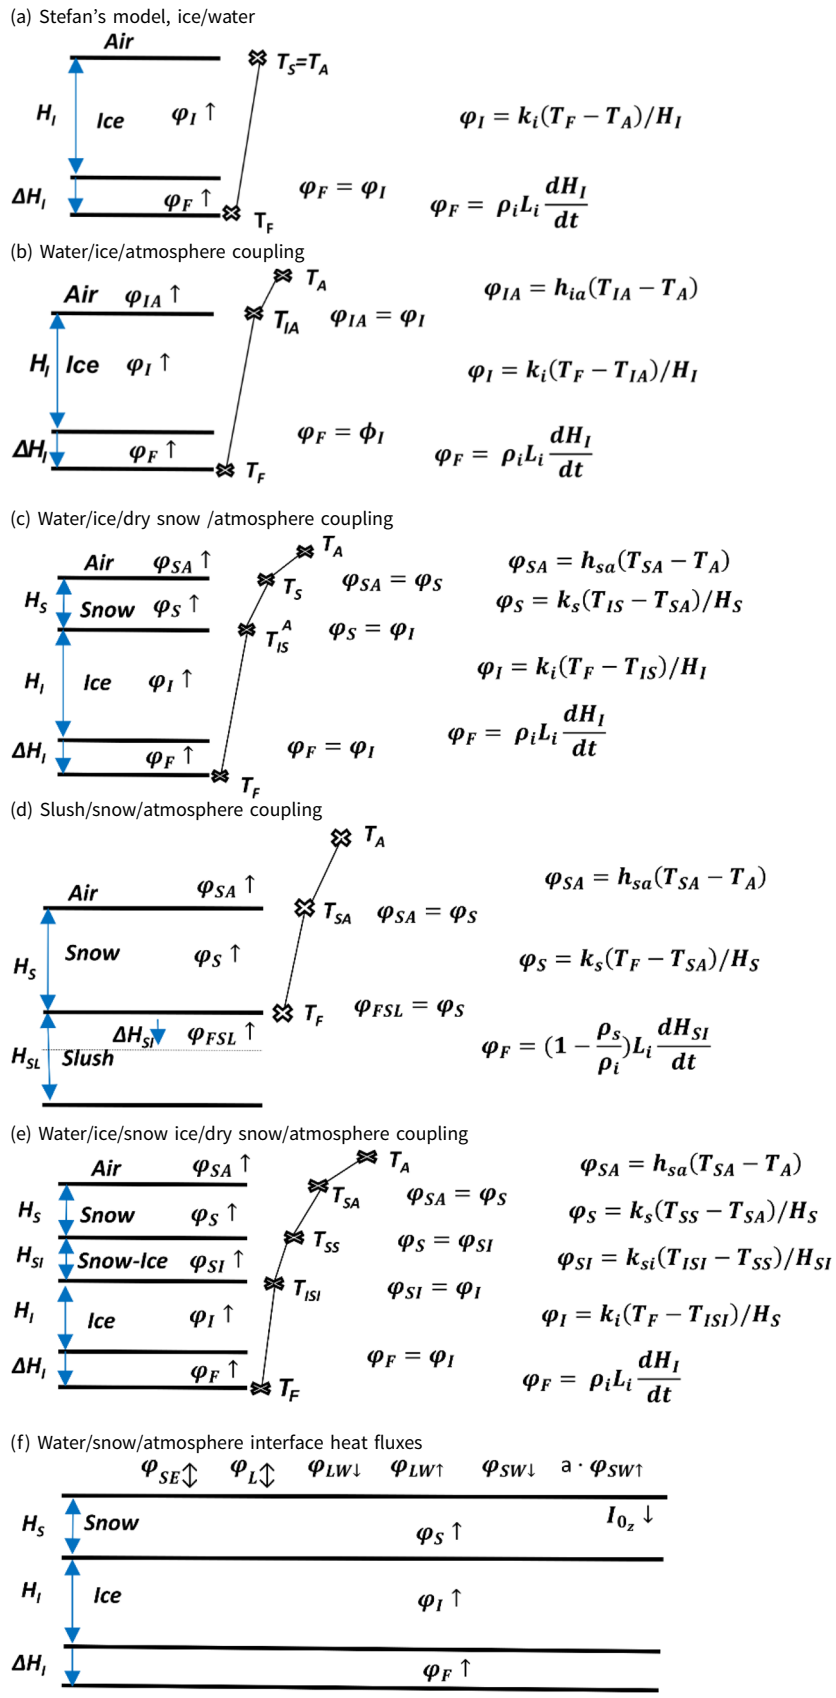 (a) Stefan’s model, ice/water
Air
T_S=T_A
H_I
Ice
φ_I ↑
φ_I = k_i(T_F − T_A)/H_I
ΔH_I
φ_F ↑
T_F
φ_F = φ_I
φ_F = ρ_iL_i dH_I/dt
(b) Water/ice/atmosphere coupling
T_A
Air
φ_IA ↑
φ_IA = h_ia(T_IA − T_A)
T_IA
φ_IA = φ_I
H_I
Ice
φ_I ↑
φ_I = k_i(T_F − T_IA)/H_I
ΔH_I
φ_F ↑
T_F
φ_F = ϕ_I
φ_F = ρ_iL_i dH_I/dt
(c) Water/ice/dry snow /atmosphere coupling
T_A
Air
φ_SA ↑
φ_SA = h_sa(T_SA − T_A)
T_S
A
φ_SA = φ_S
H_S
Snow
φ_S ↑
φ_S = k_s(T_IS − T_SA)/H_S
T_IS
φ_S = φ_I
H_I
Ice
φ_I ↑
φ_I = k_i(T_F − T_IS)/H_I
ΔH_I
φ_F ↑
T_F
φ_F = φ_I
φ_F = ρ_iL_i dH_I/dt
(d) Slush/snow/atmosphere coupling
T_A
Air
φ_SA ↑
φ_SA = h_sa(T_SA − T_A)
T_SA
φ_SA = φ_S
H_S
Snow
φ_S ↑
φ_S = k_s(T_F − T_SA)/H_S
T_F
φ_FSL = φ_S
ΔH_SI
φ_FSL ↑
H_SL
Slush
φ_F = (1 − ρ_s/ρ_i)L_i dH_SI/dt
(e) Water/ice/snow ice/dry snow/atmosphere coupling
T_A
Air
φ_SA ↑
φ_SA = h_sa(T_SA − T_A)
T_SA
φ_SA = φ_S
H_S
Snow
φ_S ↑
φ_S = k_s(T_SS − T_SA)/H_S
T_SS
φ_S = φ_SI
H_SI
Snow-Ice
φ_SI ↑
φ_SI = k_si(T_ISI − T_SS)/H_SI
T_ISI
φ_SI = φ_I
H_I
Ice
φ_I ↑
φ_I = k_i(T_F − T_ISI)/H_S
ΔH_I
φ_F ↑
T_F
φ_F = φ_I
φ_F = ρ_iL_i dH_I/dt
(f) Water/snow/atmosphere interface heat fluxes
φ_SE↕ φ_L↕ φ_LW↓ φ_LW↑ φ_SW↓ a · φ_SW↑
H_S
Snow
φ_S ↑
I_0z ↓
H_I
Ice
φ_I ↑
ΔH_I
φ_F ↑